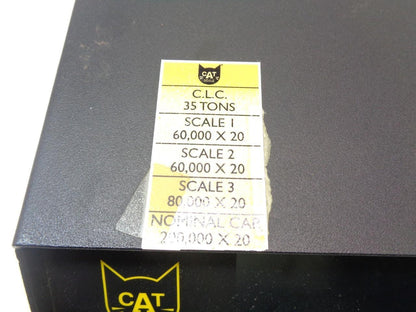 CAT
C.L.C.
35 TONS
SCALE 1
60,000 X 20
SCALE 2
60,000 X 20
SCALE 3
80,000 X 20
NOMINAL CAP.
200,000 X 20
CAT